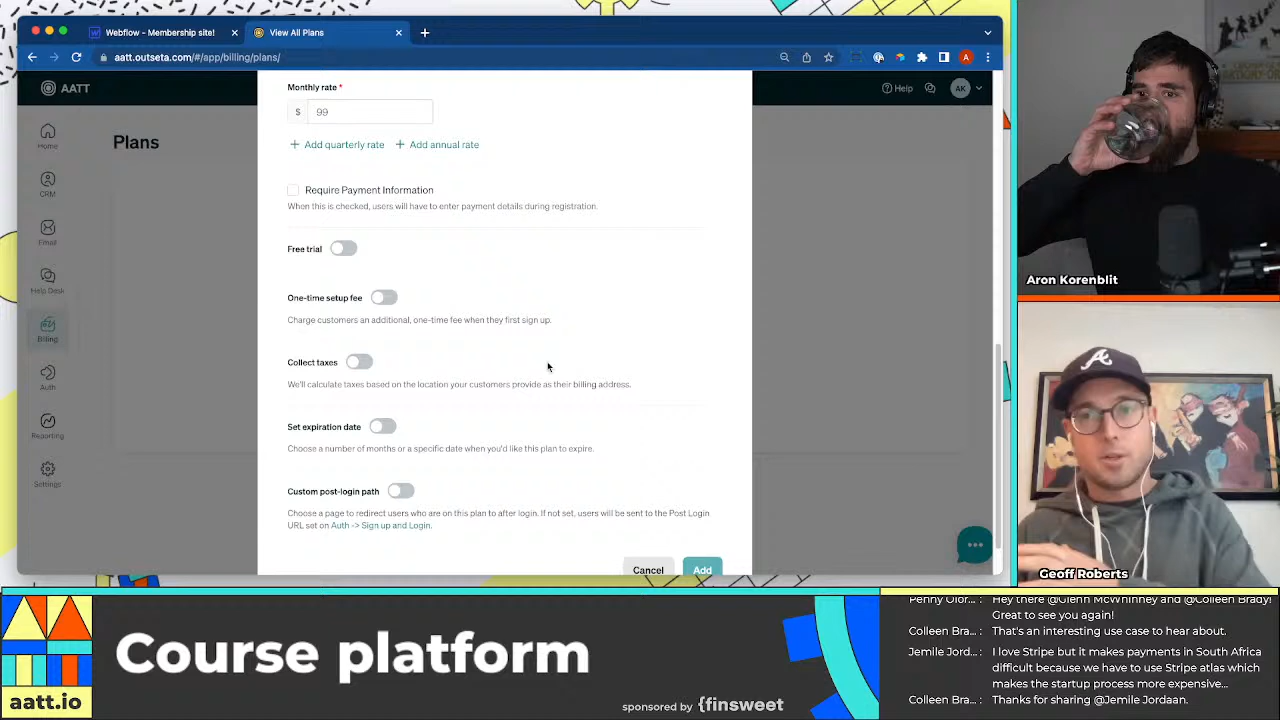 Webflow - Membership site!
View All Plans
aatt.outseta.com/#/app/billing/plans/
A
AATT
Help
AK
Home
CRM
Email
Help Desk
Billing
Auth
Reporting
Settings
Plans
Monthly rate *
$ 99
+ Add quarterly rate + Add annual rate
Require Payment Information
When this is checked, users will have to enter payment details during registration.
Free trial
One-time setup fee
Charge customers an additional, one-time fee when they first sign up.
Collect taxes
We'll calculate taxes based on the location your customers provide as their billing address.
Set expiration date
Choose a number of months or a specific date when you'd like this plan to expire.
Custom post-login path
Choose a page to redirect users who are on this plan to after login. If not set, users will be sent to the Post Login
URL set on Auth -> Sign up and Login.
Cancel Add
Aron Korenblit
Geoff Roberts
aatt.io
Course platform
sponsored by {finsweet
Hey there @Glenn McWhinney and @Colleen Brady!
Great to see you again!
Colleen Bra... : That's an interesting use case to hear about.
Jemile Jord... : I love Stripe but it makes payments in South Africa
difficult because we have to use Stripe atlas which
makes the startup process more expensive...
Colleen Bra... : Thanks for sharing @Jemile Jordaan.